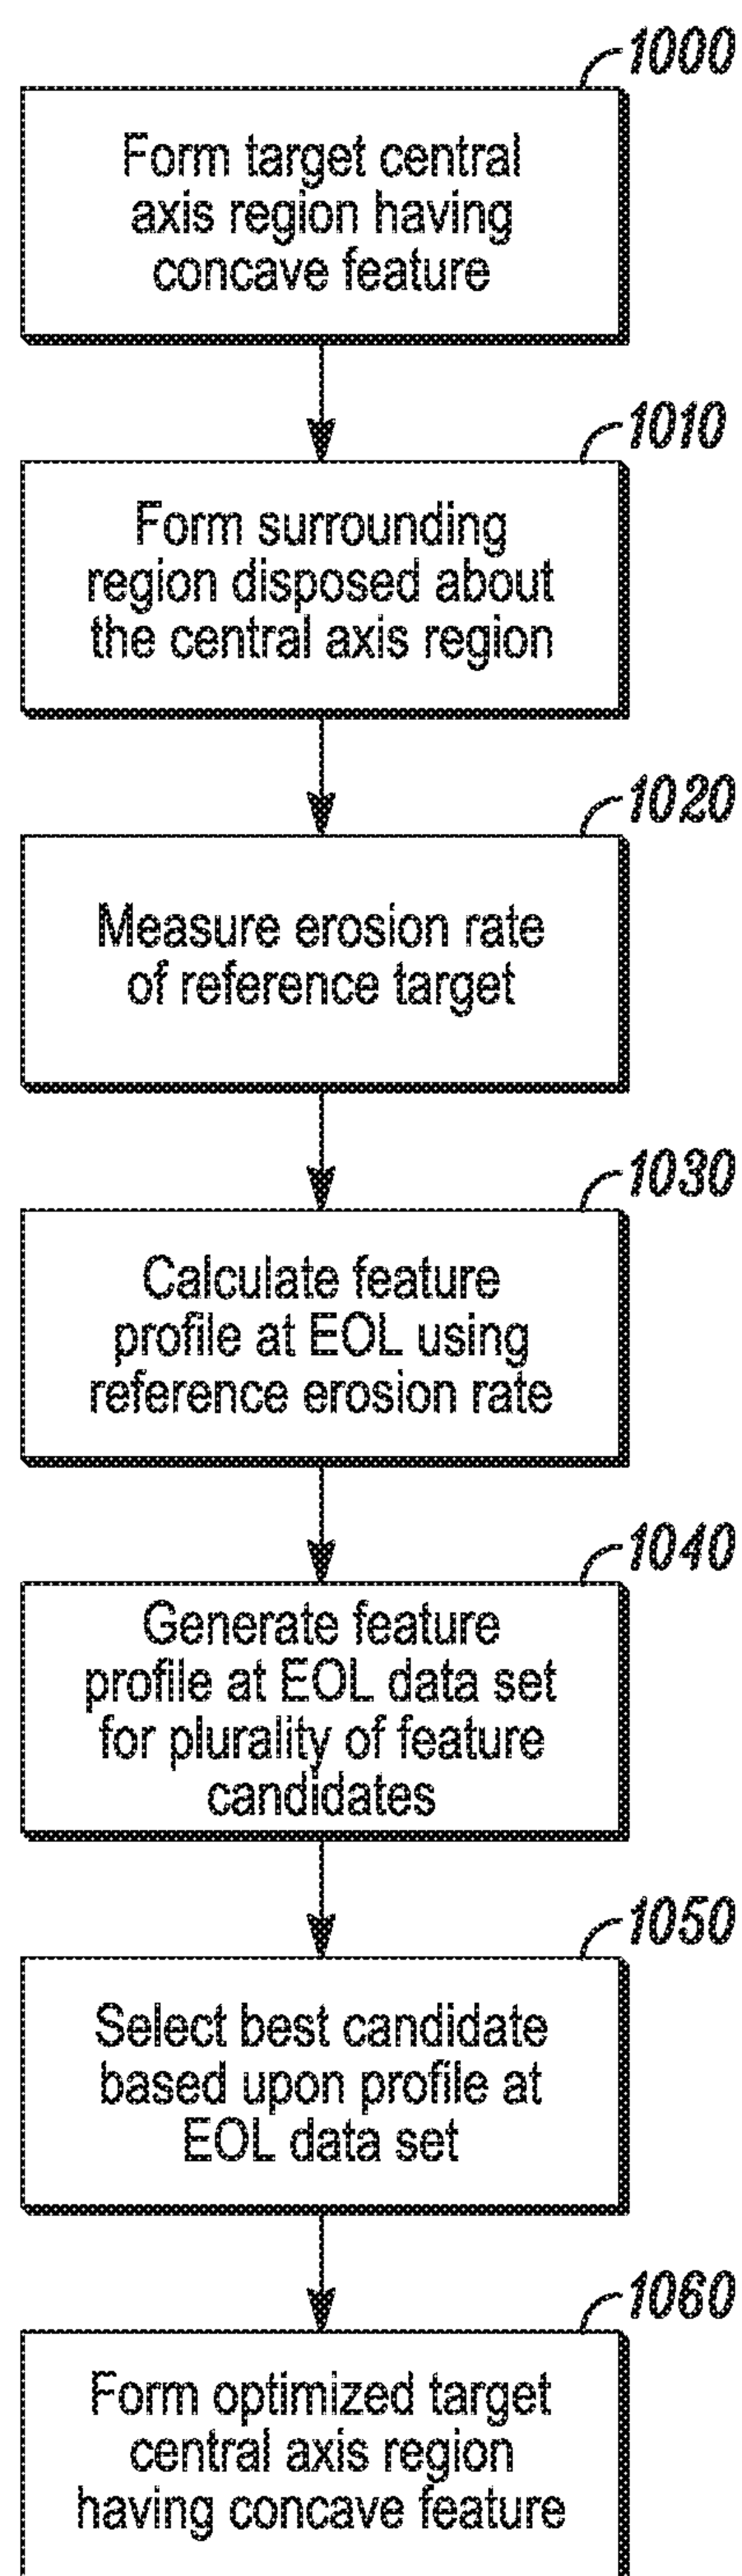 1000
Form target central
axis region having
concave feature
1010
Form surrounding
region disposed about
the central axis region
1020
Measure erosion rate
of reference target
1030
Calculate feature
profile at EOL using
reference erosion rate
1040
Generate feature
profile at EOL data set
for plurality of feature
candidates
1050
Select best candidate
based upon profile at
EOL data set
1060
Form optimized target
central axis region
having concave feature